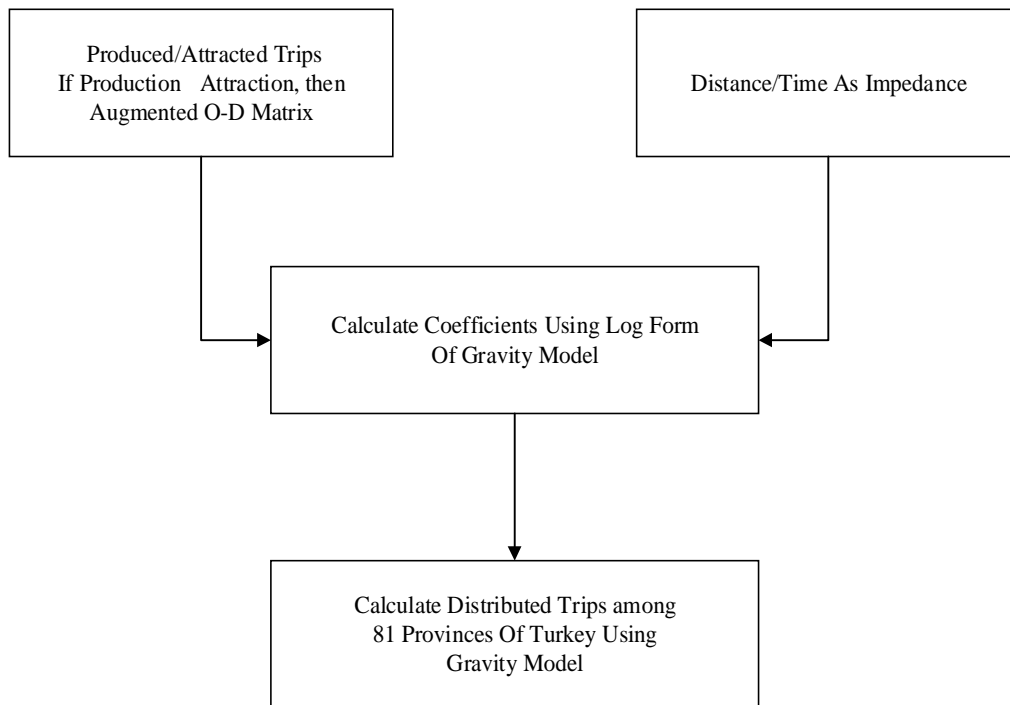 Produced/Attracted Trips
If Production Attraction, then
Augmented O-D Matrix
Distance/Time As Impedance
Calculate Coefficients Using Log Form
Of Gravity Model
Calculate Distributed Trips among
81 Provinces Of Turkey Using
Gravity Model